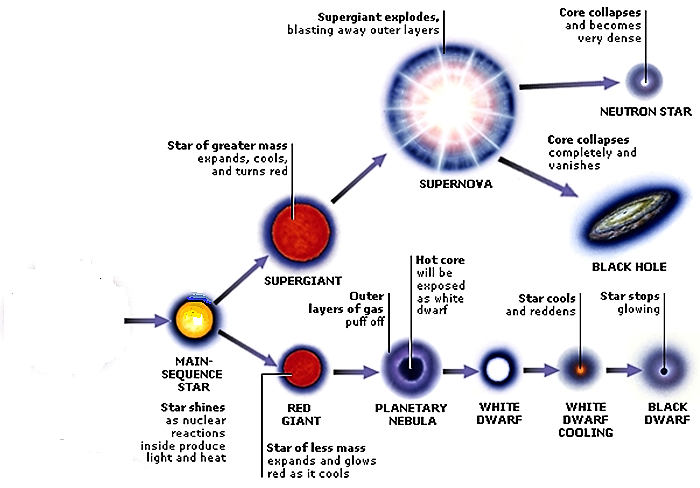 Supergiant explodes,
blasting away outer layers
Core collapses
and becomes
very dense
NEUTRON STAR
Star of greater mass
expands, cools,
and turns red
SUPERNOVA
Core collapses
completely and
vanishes
BLACK HOLE
SUPERGIANT
Hot core
will be
exposed
as white
dwarf
Outer
layers of gas
puff off
Star cools
and reddens
Star stops
glowing
MAIN-
SEQUENCE
STAR
Star shines
as nuclear
reactions
inside produce
light and heat
RED
GIANT
Star of less mass
expands and glows
red as it cools
PLANETARY
NEBULA
WHITE
DWARF
WHITE
DWARF
COOLING
BLACK
DWARF